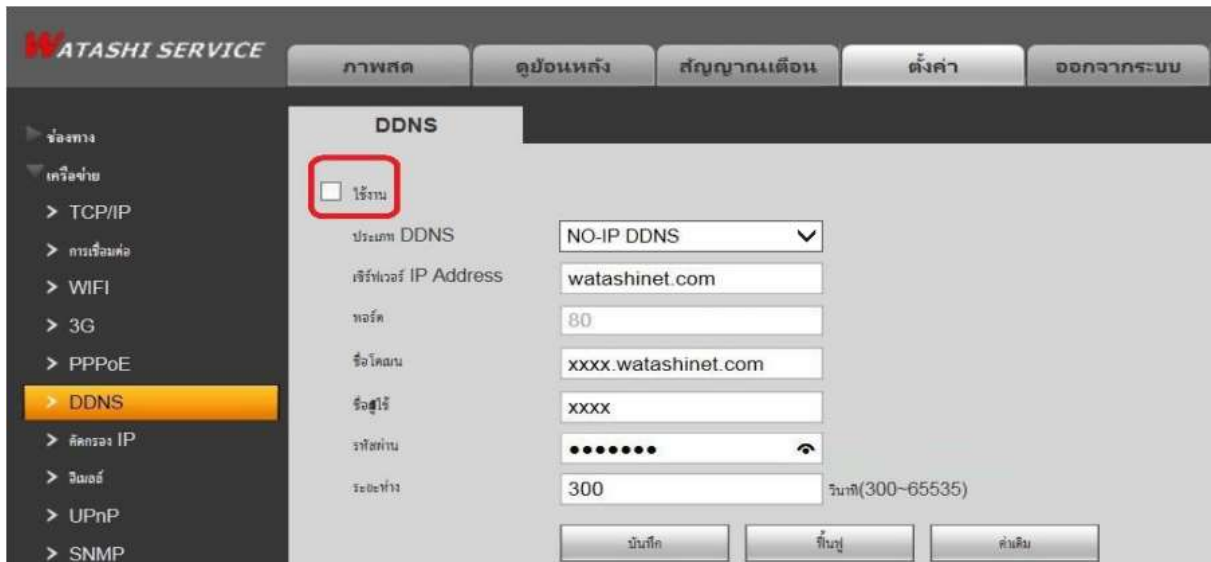 WATASHI SERVICE
ภาพสด ดูย้อนหลัง สัญญาณเตือน ตั้งค่า ออกจากระบบ
DDNS
ช่องทาง
เครือข่าย
> TCP/IP
> การเชื่อมต่อ
> WIFI
> 3G
> PPPoE
> DDNS
> คัดกรอง IP
> อีเมลล์
> UPnP
> SNMP
ใช้งาน
ประเภท DDNS NO-IP DDNS
เซิร์ฟเวอร์ IP Address watashinet.com
พอร์ต 80
ชื่อโดเมน xxxx.watashinet.com
ชื่อผู้ใช้ xxxx
รหัสผ่าน •••••••
ระยะห่าง 300 วินาที(300~65535)
บันทึก ฟื้นฟู ค่าเดิม